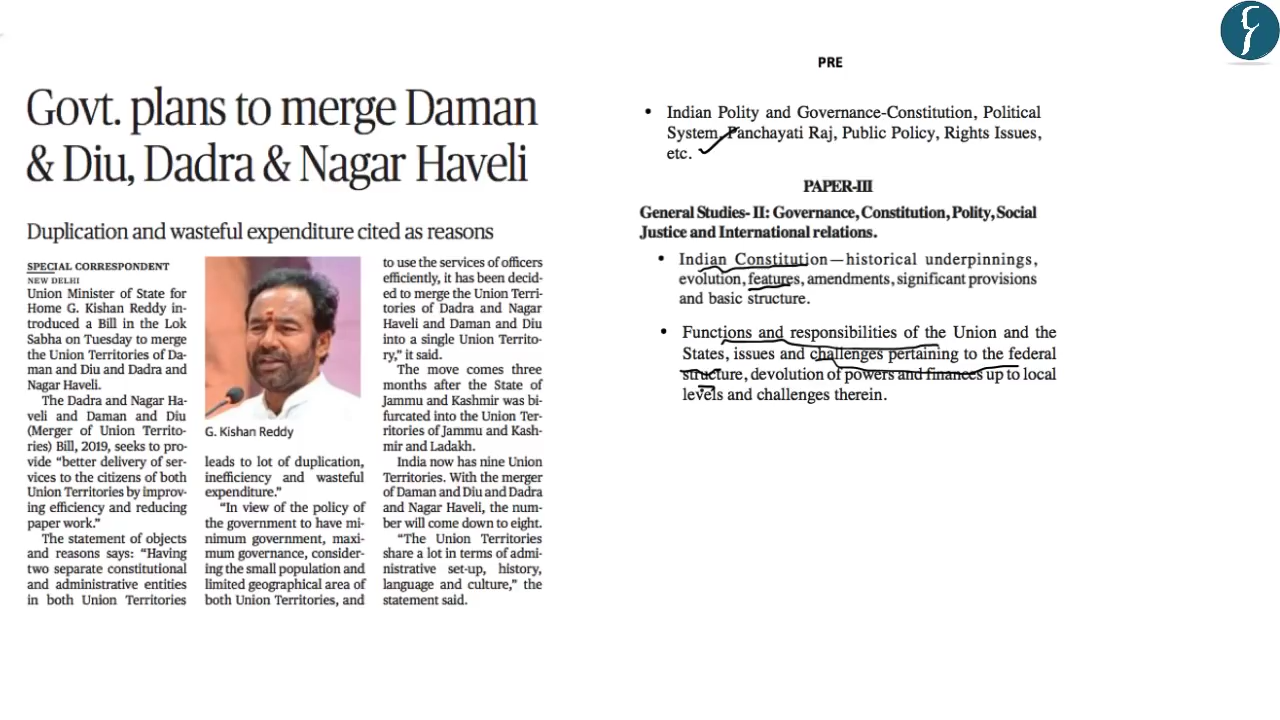 Govt. plans to merge Daman
& Diu, Dadra & Nagar Haveli
Duplication and wasteful expenditure cited as reasons
SPECIAL CORRESPONDENT
NEW DELHI
Union Minister of State for
Home G. Kishan Reddy in-
troduced a Bill in the Lok
Sabha on Tuesday to merge
the Union Territories of Da-
man and Diu and Dadra and
Nagar Haveli.
The Dadra and Nagar Ha-
veli and Daman and Diu
(Merger of Union Territo-
ries) Bill, 2019, seeks to pro-
vide “better delivery of ser-
vices to the citizens of both
Union Territories by improv-
ing efficiency and reducing
paper work.”
The statement of objects
and reasons says: “Having
two separate constitutional
and administrative entities
in both Union Territories
G. Kishan Reddy
leads to lot of duplication,
inefficiency and wasteful
expenditure.”
“In view of the policy of
the government to have mi-
nimum government, maxi-
mum governance, consider-
ing the small population and
limited geographical area of
both Union Territories, and
to use the services of officers
efficiently, it has been decid-
ed to merge the Union Terri-
tories of Dadra and Nagar
Haveli and Daman and Diu
into a single Union Territo-
ry,” it said.
The move comes three
months after the State of
Jammu and Kashmir was bi-
furcated into the Union Ter-
ritories of Jammu and Kash-
mir and Ladakh.
India now has nine Union
Territories. With the merger
of Daman and Diu and Dadra
and Nagar Haveli, the num-
ber will come down to eight.
“The Union Territories
share a lot in terms of admi-
nistrative set-up, history,
language and culture,” the
statement said.
PRE
• Indian Polity and Governance-Constitution, Political
System, Panchayati Raj, Public Policy, Rights Issues,
etc.
PAPER-III
General Studies- II: Governance, Constitution, Polity, Social
Justice and International relations.
• Indian Constitution—historical underpinnings,
evolution, features, amendments, significant provisions
and basic structure.
• Functions and responsibilities of the Union and the
States, issues and challenges pertaining to the federal
structure, devolution of powers and finances up to local
levels and challenges therein.